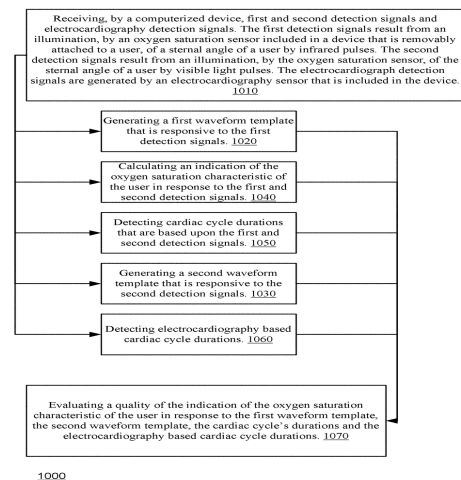 Receiving, by a computerized device, first and second detection signals and
electrocardiography detection signals. The first detection signals result from an
illumination, by an oxygen saturation sensor included in a device that is removably
attached to a user, of a sternal angle of a user by infrared pulses. The second
detection signals result from an illumination, by the oxygen saturation sensor, of
the sternal angle of a user by visible light pulses. The electrocardiograph detection
signals are generated by an electrocardiography sensor that is included in the device.
1010
Generating a first waveform template
that is responsive to the first
detection signals. 1020
Calculating an indication of the
oxygen saturation characteristic of
the user in response to the first and
second detection signals. 1040
Detecting cardiac cycle durations
that are based upon the first and
second detection signals. 1050
Generating a second waveform
template that is responsive to the
second detection signals. 1030
Detecting electrocardiography based
cardiac cycle durations. 1060
Evaluating a quality of the indication of the oxygen saturation
characteristic of the user in response to the first waveform template,
the second waveform template, the cardiac cycle's durations and the
electrocardiography based cardiac cycle durations. 1070
1000